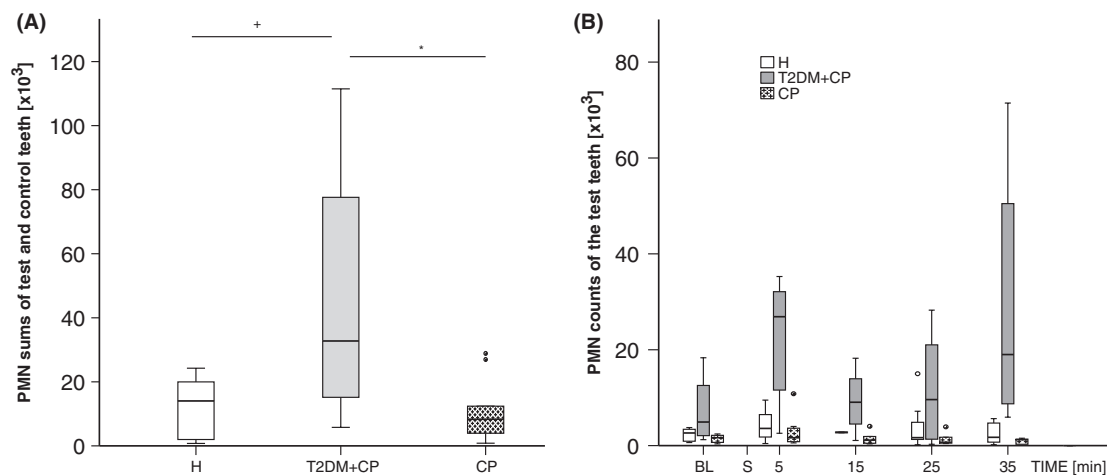 (A)
PMN sums of test and control teeth [x10³]
120
100
80
60
40
20
0
+
*
H
T2DM+CP
CP
(B)
PMN counts of the test teeth [x10³]
80
60
40
20
0
H
T2DM+CP
CP
BL
S
5
15
25
35
TIME [min]